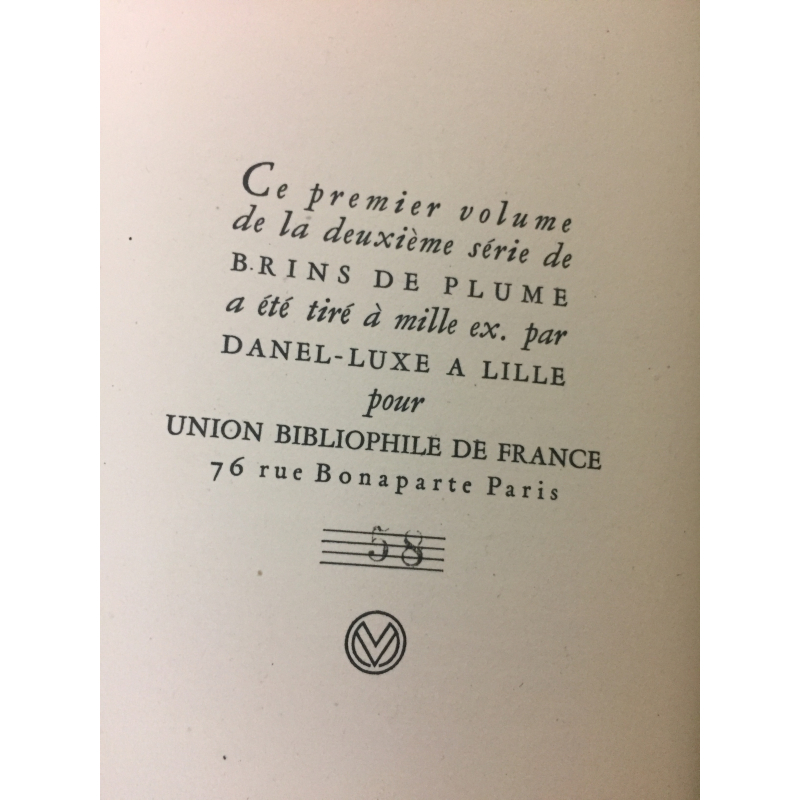 Ce premier volume
de la deuxième série de
BRINS DE PLUME
a été tiré à mille ex. par
DANEL-LUXE A LILLE
pour
UNION BIBLIOPHILE DE FRANCE
76 rue Bonaparte Paris
58